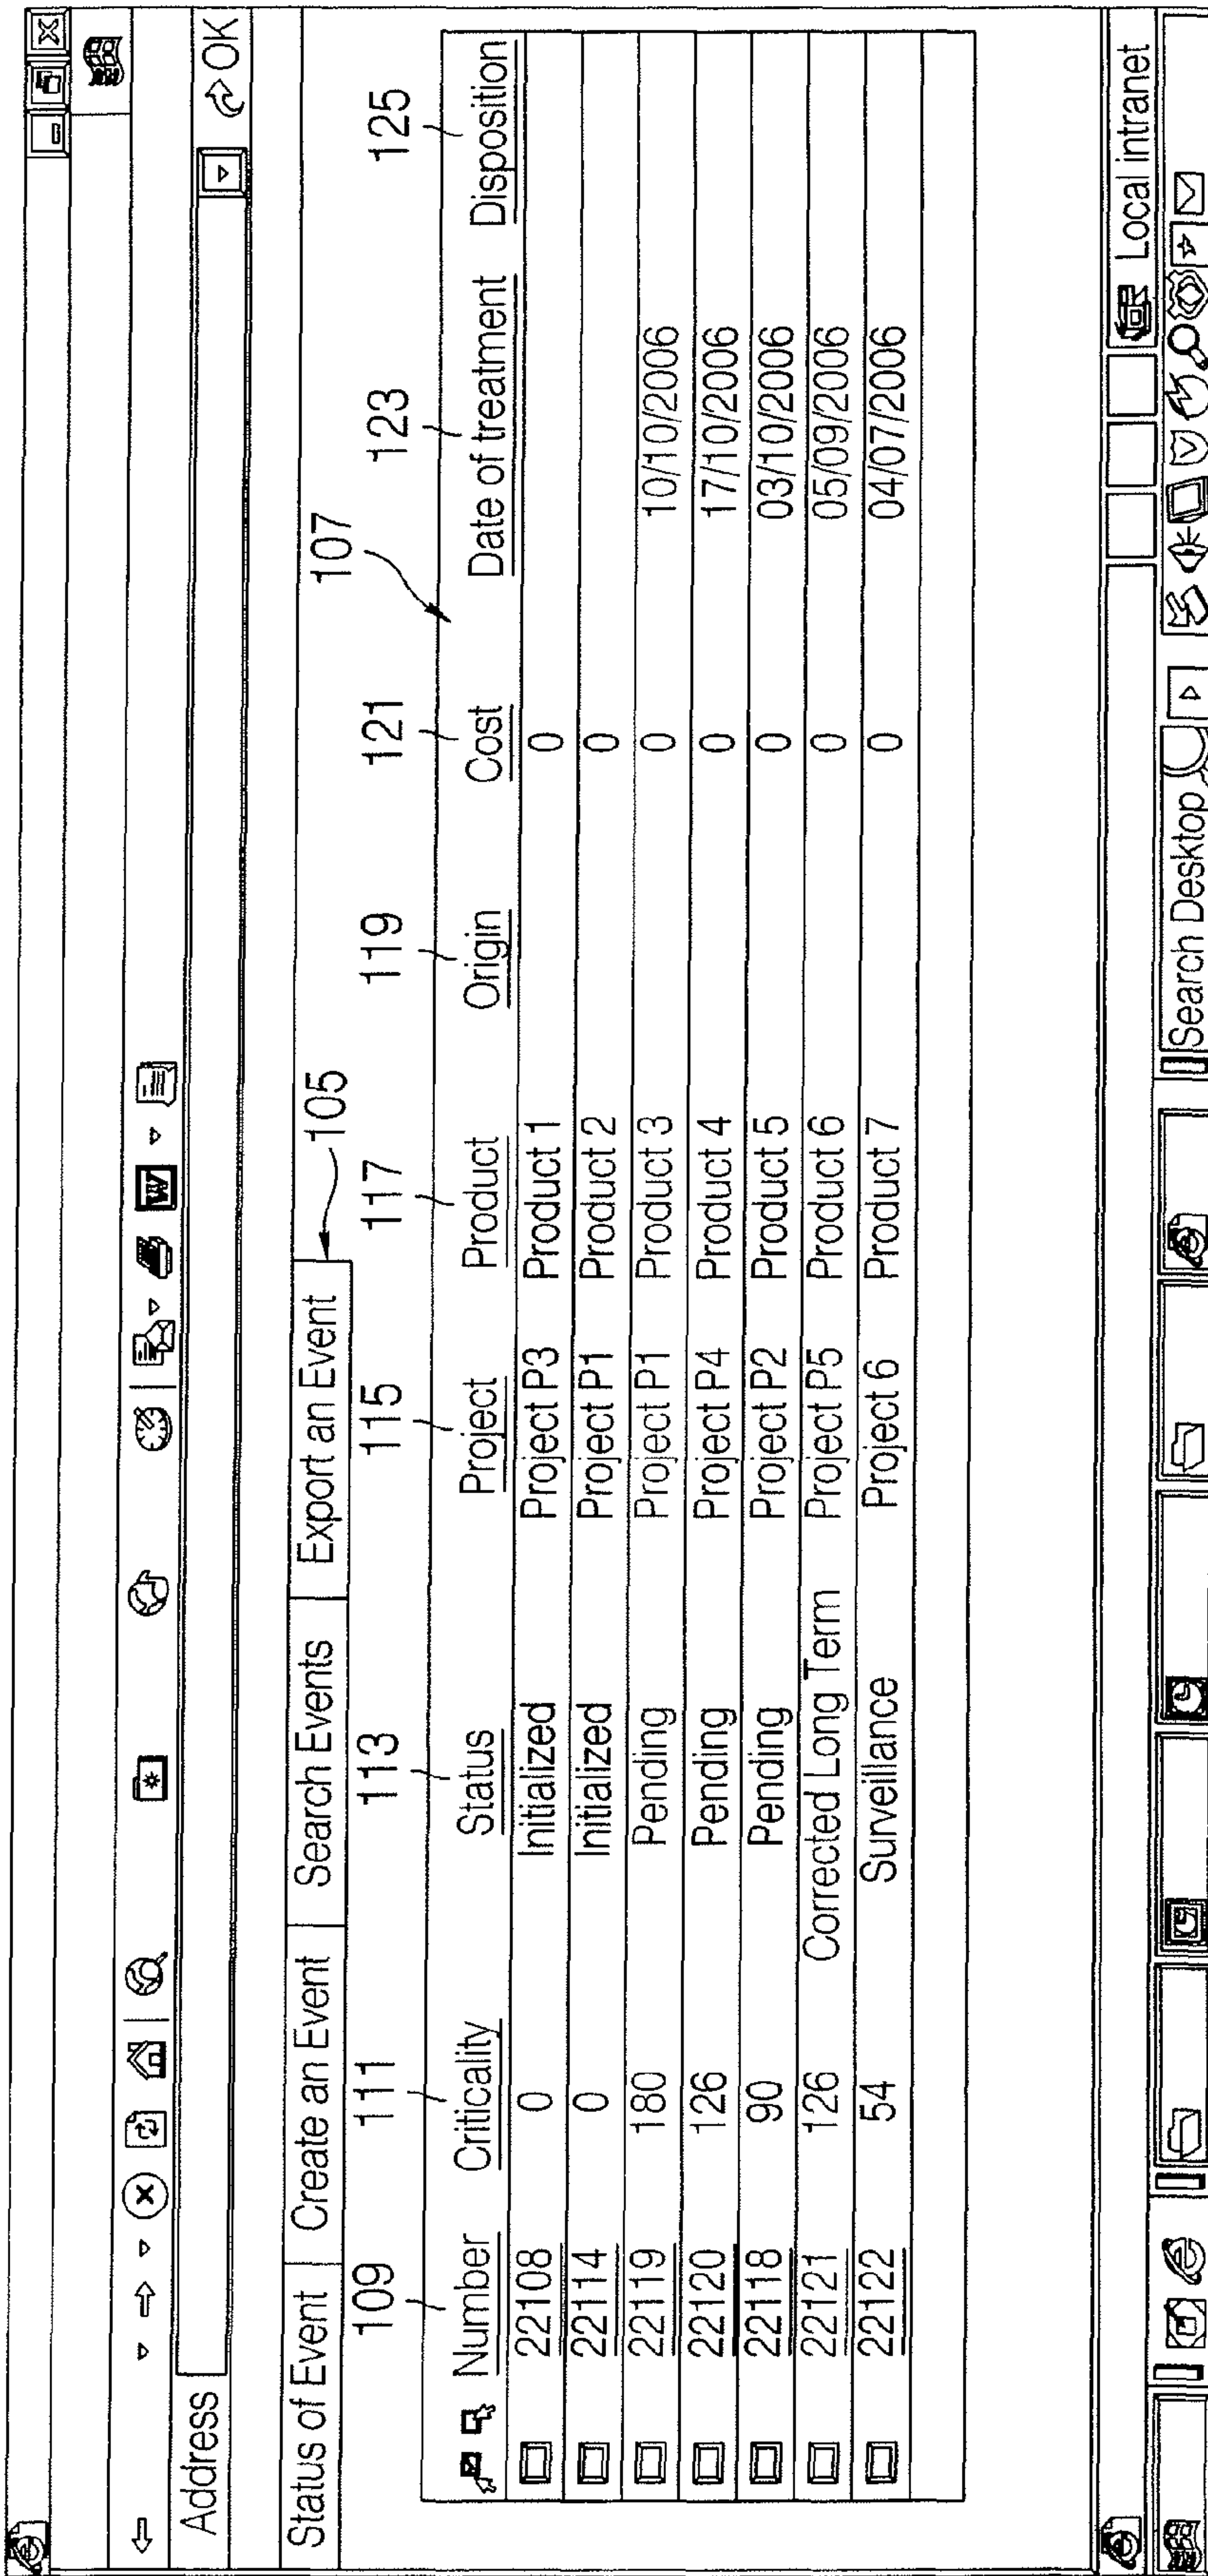 OK
Address
Status of Event Create an Event Search Events Export an Event
105
107
109 111 113 115 117 119 121 123 125
Number Criticality Status Project Product Origin Cost Date of treatment Disposition
22108 0 Initialized Project P3 Product 1 0
22114 0 Initialized Project P1 Product 2 0
22119 180 Pending Project P1 Product 3 0 10/10/2006
22120 126 Pending Project P4 Product 4 0 17/10/2006
22118 90 Pending Project P2 Product 5 0 03/10/2006
22121 126 Corrected Long Term Project P5 Product 6 0 05/09/2006
22122 54 Surveillance Project 6 Product 7 0 04/07/2006
Local intranet
Search Desktop